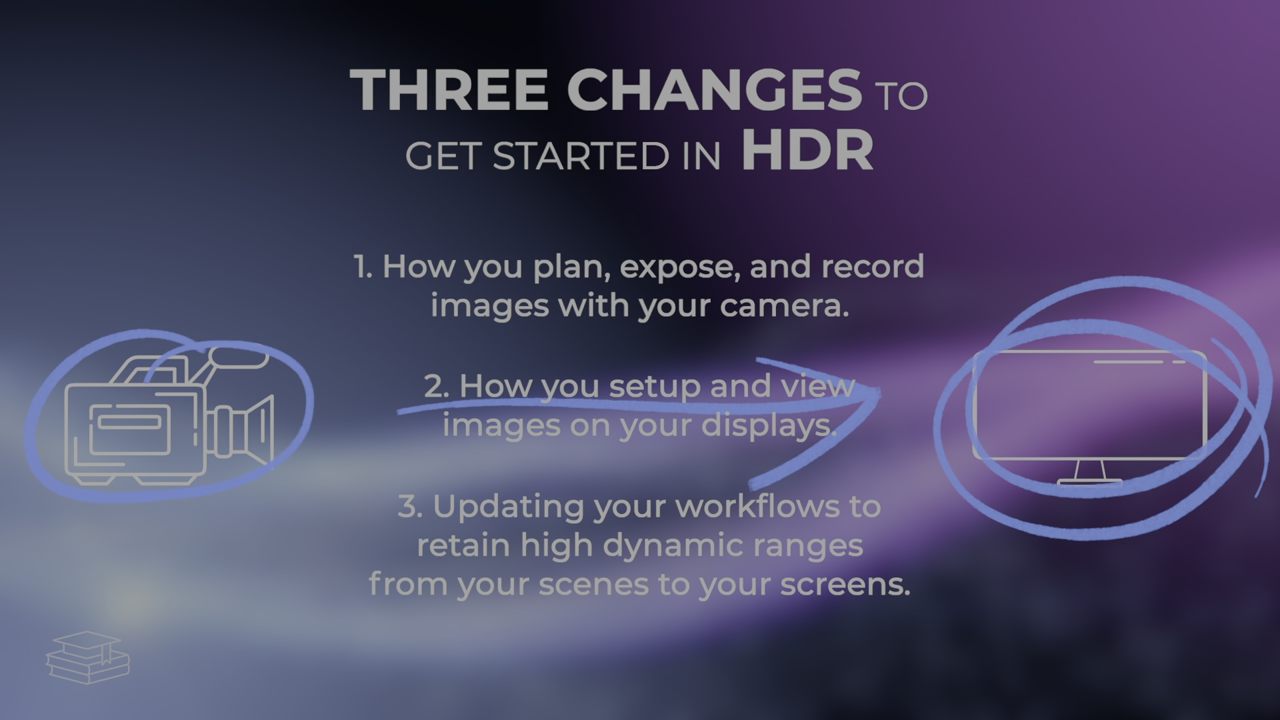 THREE CHANGES TO
GET STARTED IN HDR
1. How you plan, expose, and record
images with your camera.
2. How you setup and view
images on your displays.
3. Updating your workflows to
retain high dynamic ranges
from your scenes to your screens.